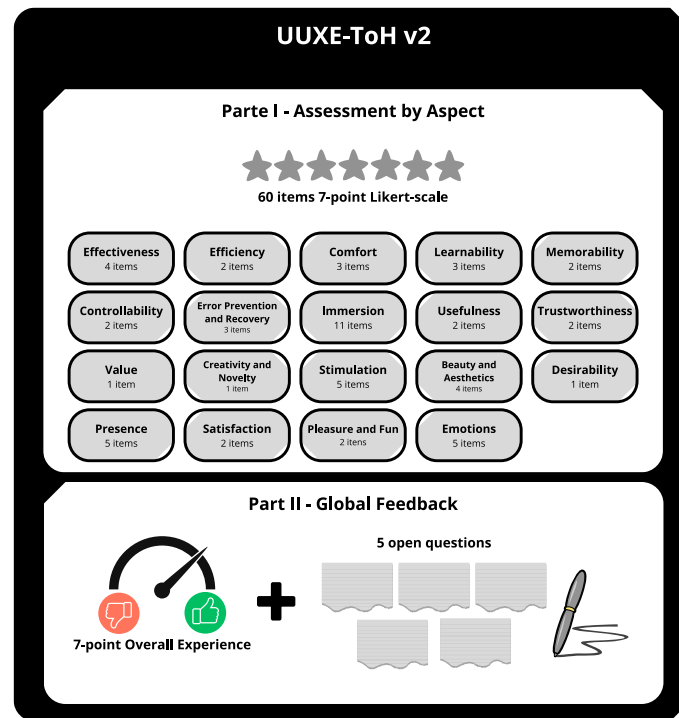 UUXE-ToH v2
Parte I - Assessment by Aspect
60 items 7-point Likert-scale
Effectiveness
4 items
Efficiency
2 items
Comfort
3 items
Learnability
3 items
Memorability
2 items
Controllability
2 items
Error Prevention
and Recovery
3 items
Immersion
11 items
Usefulness
2 items
Trustworthiness
2 items
Value
1 item
Creativity and
Novelty
1 item
Stimulation
5 items
Beauty and
Aesthetics
4 items
Desirability
1 item
Presence
5 items
Satisfaction
2 items
Pleasure and Fun
2 itens
Emotions
5 items
Part II - Global Feedback
5 open questions
7-point Overall Experience